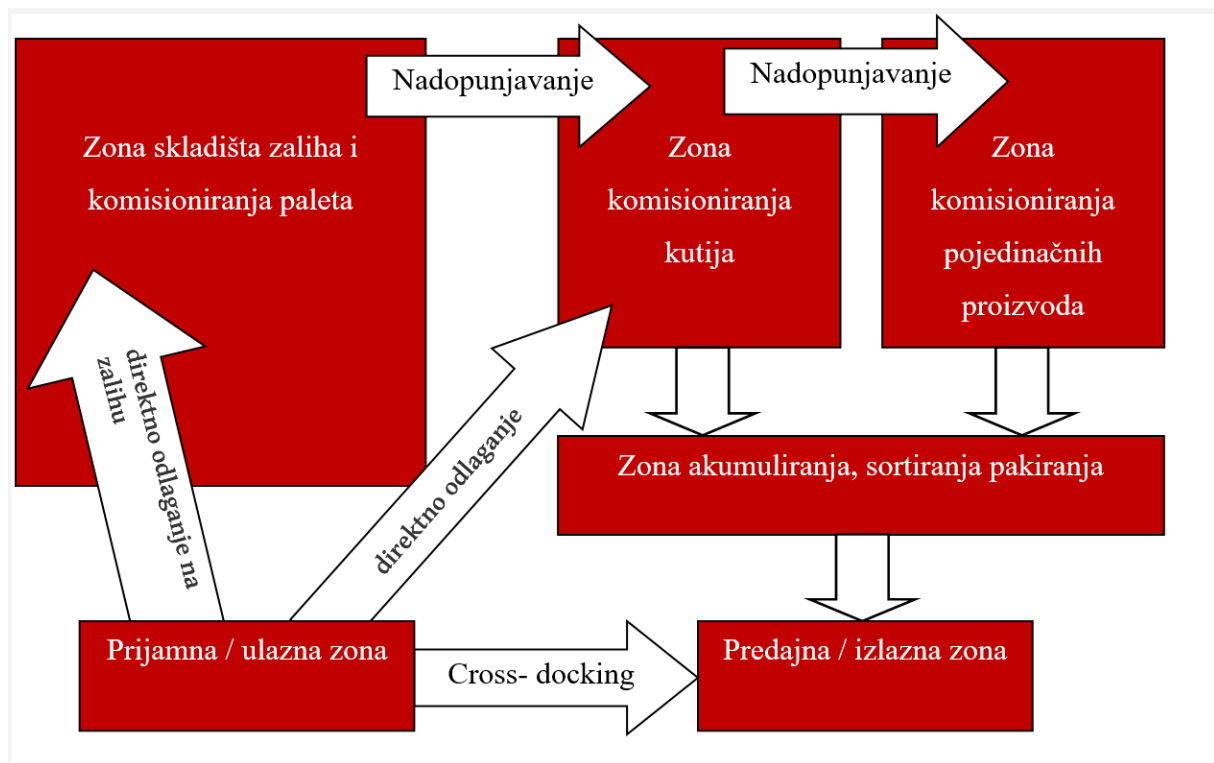 Nadopunjavanje
Nadopunjavanje
Zona skladišta zaliha i
komisioniranja paleta
Zona
komisioniranja
kutija
Zona
komisioniranja
pojedinačnih
proizvoda
direktno odlaganje na
zalihu
direktno odlaganje
Zona akumuliranja, sortiranja pakiranja
Prijamna / ulazna zona
Cross- docking
Predajna / izlazna zona